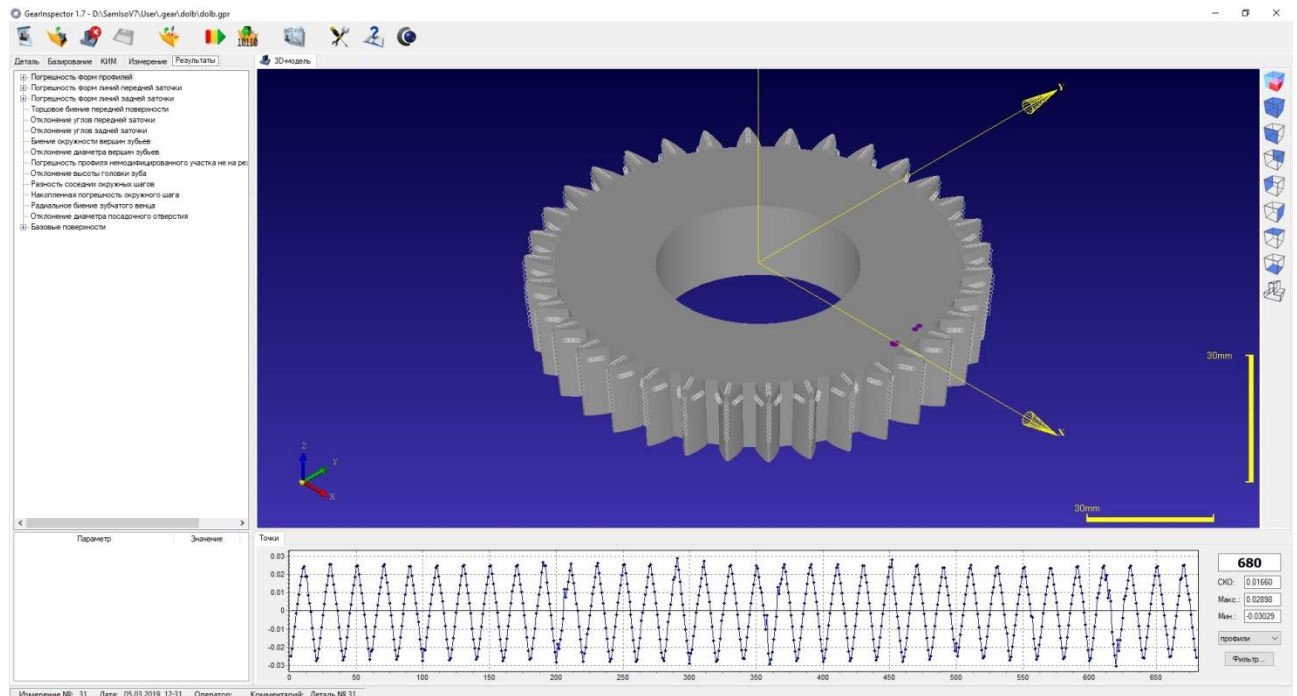 GearInspector 1.7 - D:\SamIsoV7\User\.gear\dolb\dolb.gpr
Деталь Базирование КИМ Измерение Результаты
3D-модель
Погрешность форм профилей
Погрешность форм линий передней заточки
Погрешность форм линий задней заточки
Торцовое биение передней поверхности
Отклонение углов передней заточки
Отклонение углов задней заточки
Биение окружности вершин зубьев
Отклонение диаметра вершин зубьев
Погрешность профиля немодифицированного участка не на ре
Отклонение высоты головки зуба
Разность соседних окружных шагов
Накопленная погрешность окружного шага
Радиальное биение зубчатого венца
Отклонение диаметра посадочного отверстия
Базовые поверхности
Y
X
30mm
30mm
Z
Y
X
Параметр Значение
Точки
0.03
0.02
0.01
0
-0.01
-0.02
-0.03
0 50 100 150 200 250 300 350 400 450 500 550 600 650
680
СКО: 0.01660
Макс.: 0.02898
Мин.: -0.03029
профили
Фильтр...
Измерение №: 31 Дата: 05.03.2019 12:31 Оператор: Комментарий: Деталь № 31